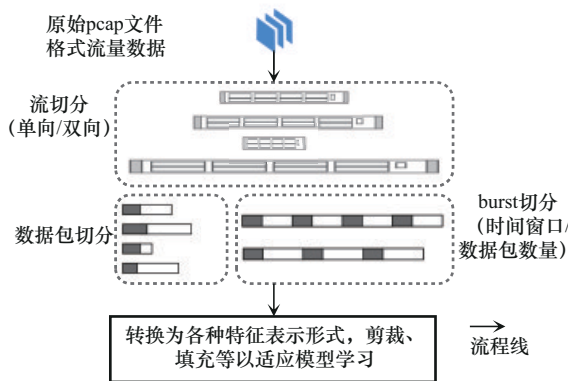 原始pcap文件
格式流量数据
流切分
（单向/双向）
数据包切分
burst切分
（时间窗口/
数据包数量）
转换为各种特征表示形式，剪裁、
填充等以适应模型学习
流程线